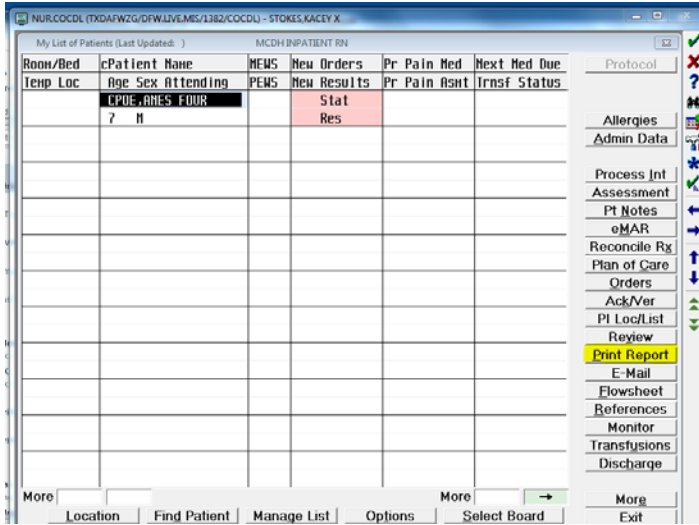 NUR.COCDL (TXDAFWZG/DFW.LIVE.MIS/1382/COCDL) - STOKES,KACEY X
My List of Patients (Last Updated: ) MCDH INPATIENT RN
Room/Bed cPatient Name MEWS New Orders Pr Pain Med Next Med Due
Temp Loc Age Sex Attending PEWS New Results Pr Pain Asmt Trnsf Status
CPOE,ANES FOUR Stat
7 M Res
Protocol
Allergies
Admin Data
Process Int
Assessment
Pt Notes
eMAR
Reconcile Rx
Plan of Care
Orders
Ack/Ver
PI Loc/List
Review
Print Report
E-Mail
Flowsheet
References
Monitor
Transfusions
Discharge
More More More
Location Find Patient Manage List Options Select Board Exit